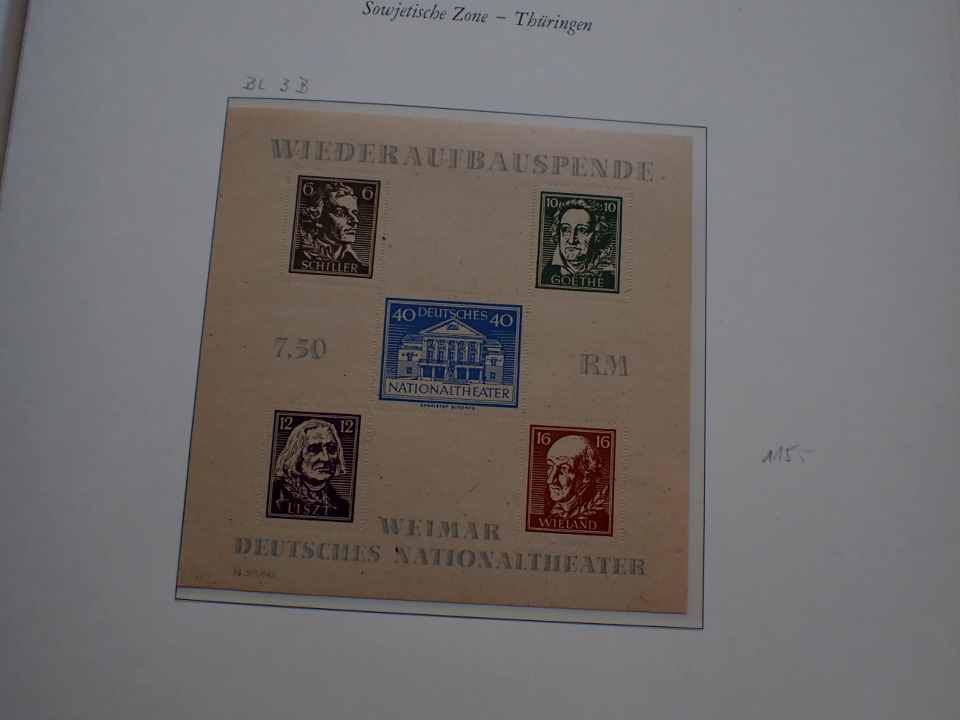 Sowjetische Zone – Thüringen
BL 3 B
WIEDERAUFBAUSPENDE
6 6
SCHILLER
10 10
GOETHE
40 DEUTSCHES 40
NATIONALTHEATER
7,50 RM
12 12
LISZT
16 16
WIELAND
115,-
WEIMAR
DEUTSCHES NATIONALTHEATER